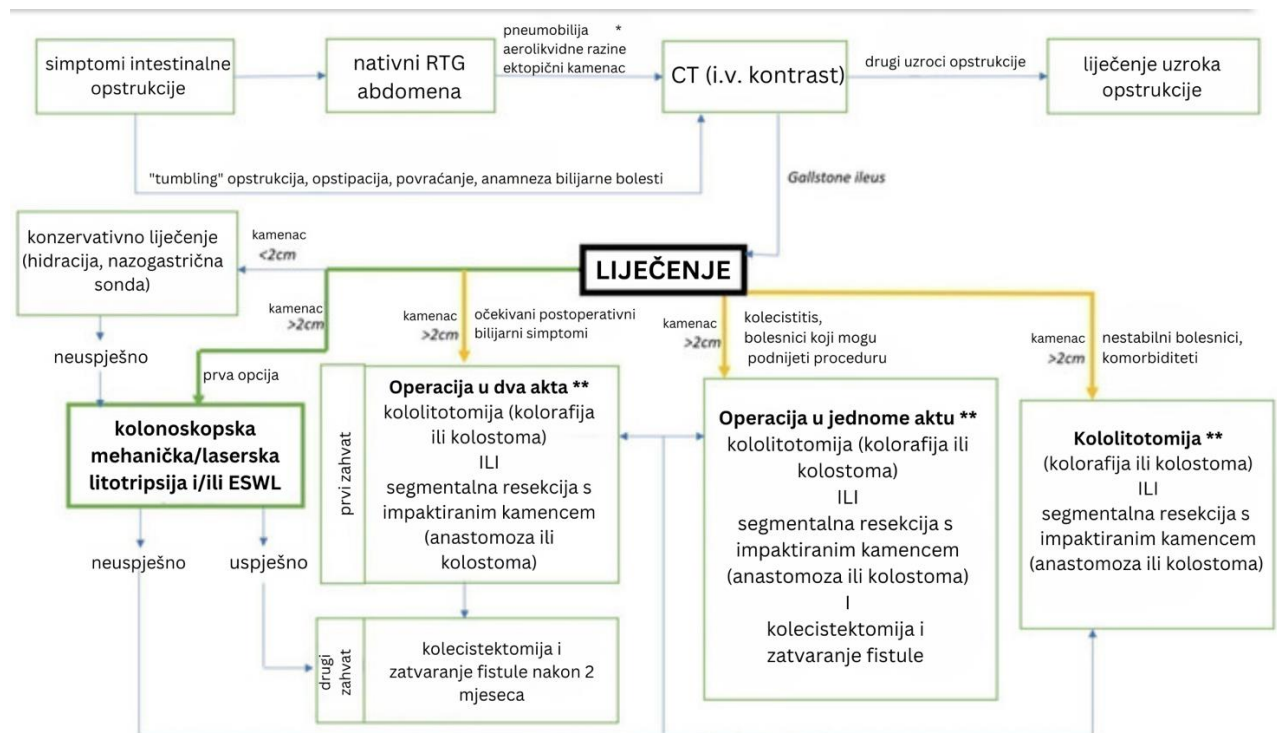 simptomi intestinalne
opstrukcije
nativni RTG
abdomena
pneumobilija *
aerolikvidne razine
ektopični kamenac
CT (i.v. kontrast)
drugi uzroci opstrukcije
liječenje uzroka
opstrukcije
"tumbling" opstrukcija, opstipacija, povraćanje, anamneza bilijarne bolesti
Gallstone ileus
konzervativno liječenje
(hidracija, nazogastrična
sonda)
kamenac
<2cm
LIJEČENJE
kamenac
>2cm
kamenac
>2cm
očekivani postoperativni
bilijarni simptomi
kamenac
>2cm
kolecistitis,
bolesnici koji mogu
podnijeti proceduru
kamenac
>2cm
nestabilni bolesnici,
komorbiditeti
neuspješno
prva opcija
kolonoskopska
mehanička/laserska
litotripsija i/ili ESWL
neuspješno
uspješno
prvi zahvat
Operacija u dva akta **
kololitotomija (kolorafija
ili kolostoma)
ILI
segmentalna resekcija s
impaktiranim kamencem
(anastomoza ili
kolostoma)
drugi
zahvat
kolecistektomija i
zatvaranje fistule nakon 2
mjeseca
Operacija u jednome aktu **
kololitotomija (kolorafija ili
kolostoma)
ILI
segmentalna resekcija s
impaktiranim kamencem
(anastomoza ili kolostoma)
I
kolecistektomija i
zatvaranje fistule
Kololitotomija **
(kolorafija ili kolostoma)
ILI
segmentalna resekcija s
impaktiranim kamencem
(anastomoza ili kolostoma)